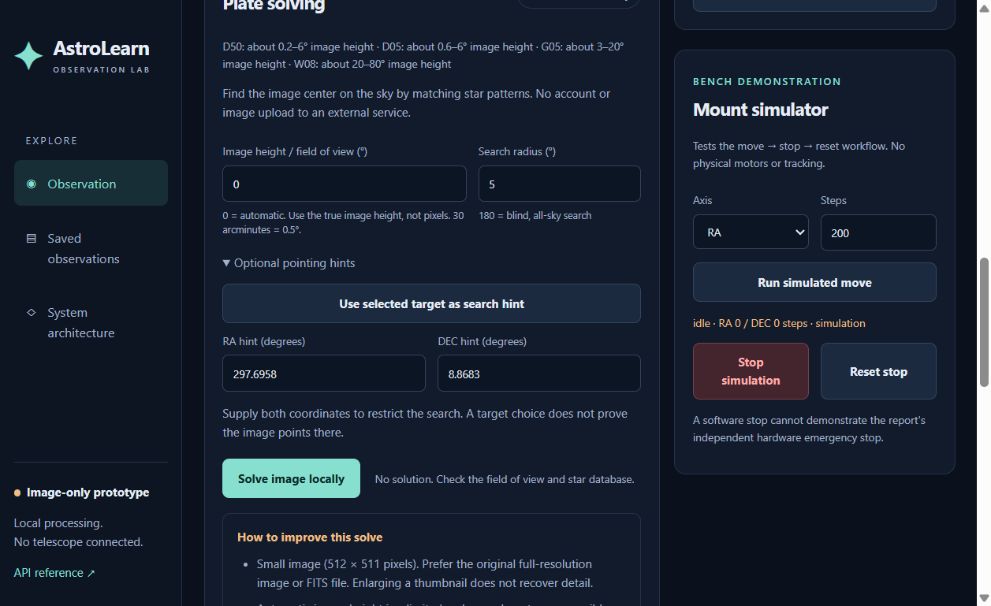 AstroLearn
OBSERVATION LAB
EXPLORE
Observation
Saved
observations
System
architecture
Image-only prototype
Local processing.
No telescope connected.
API reference ↗
Plate solving
D50: about 0.2–6° image height · D05: about 0.6–6° image height · G05: about 3–20°
image height · W08: about 20–80° image height
Find the image center on the sky by matching star patterns. No account or
image upload to an external service.
Image height / field of view (°)
Search radius (°)
0
5
0 = automatic. Use the true image height, not pixels. 30
arcminutes = 0.5°.
180 = blind, all-sky search
▼ Optional pointing hints
Use selected target as search hint
RA hint (degrees)
DEC hint (degrees)
297.6958
8.8683
Supply both coordinates to restrict the search. A target choice does not prove
the image points there.
Solve image locally
No solution. Check the field of view and star database.
How to improve this solve
• Small image (512 × 511 pixels). Prefer the original full-resolution
image or FITS file. Enlarging a thumbnail does not recover detail.
BENCH DEMONSTRATION
Mount simulator
Tests the move → stop → reset workflow. No
physical motors or tracking.
Axis
Steps
RA
200
Run simulated move
idle · RA 0 / DEC 0 steps · simulation
Stop
simulation
Reset stop
A software stop cannot demonstrate the report's
independent hardware emergency stop.